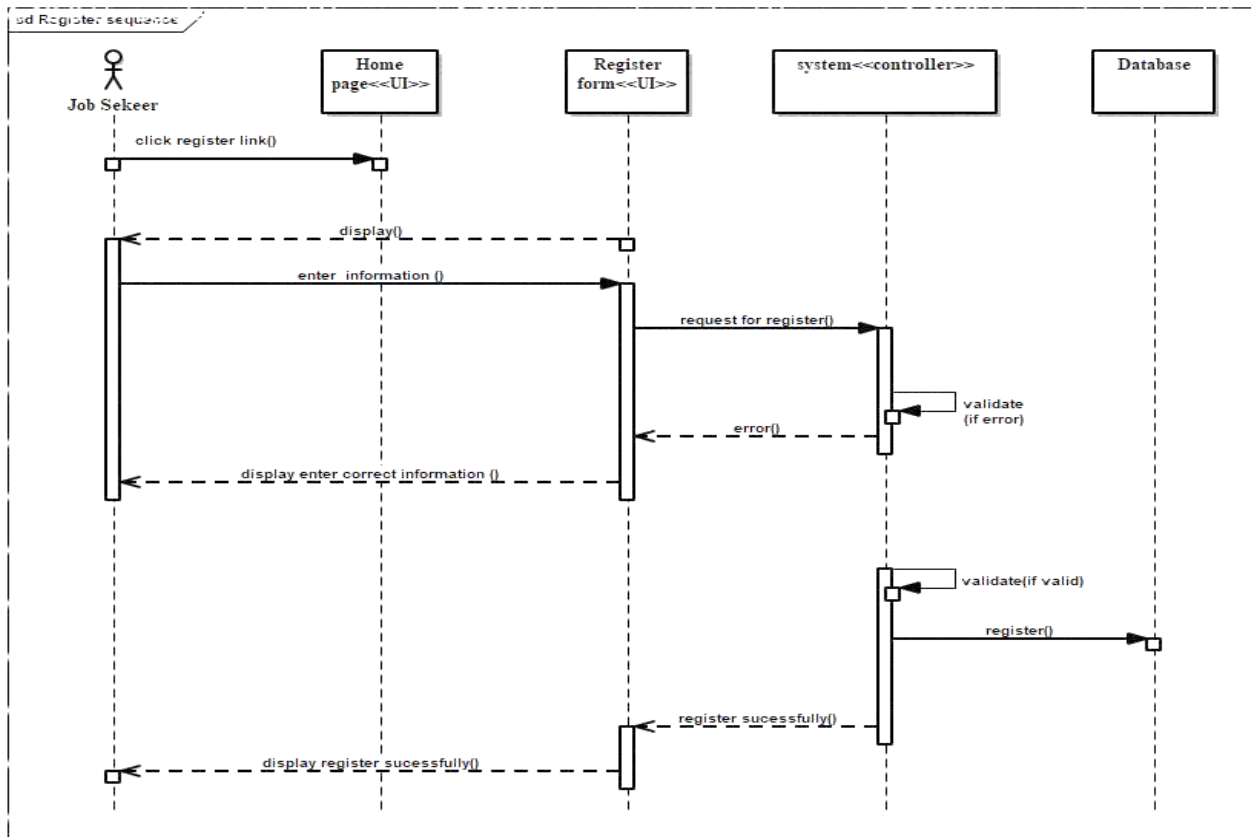 sd Register sequence
Job Sekeer
Home
page<<UI>>
Register
form<<UI>>
system<<controller>>
Database
click register link()
display()
enter information ()
request for register()
validate
(if error)
error()
display enter correct information ()
validate(if valid)
register()
register sucessfully()
display register sucessfully()